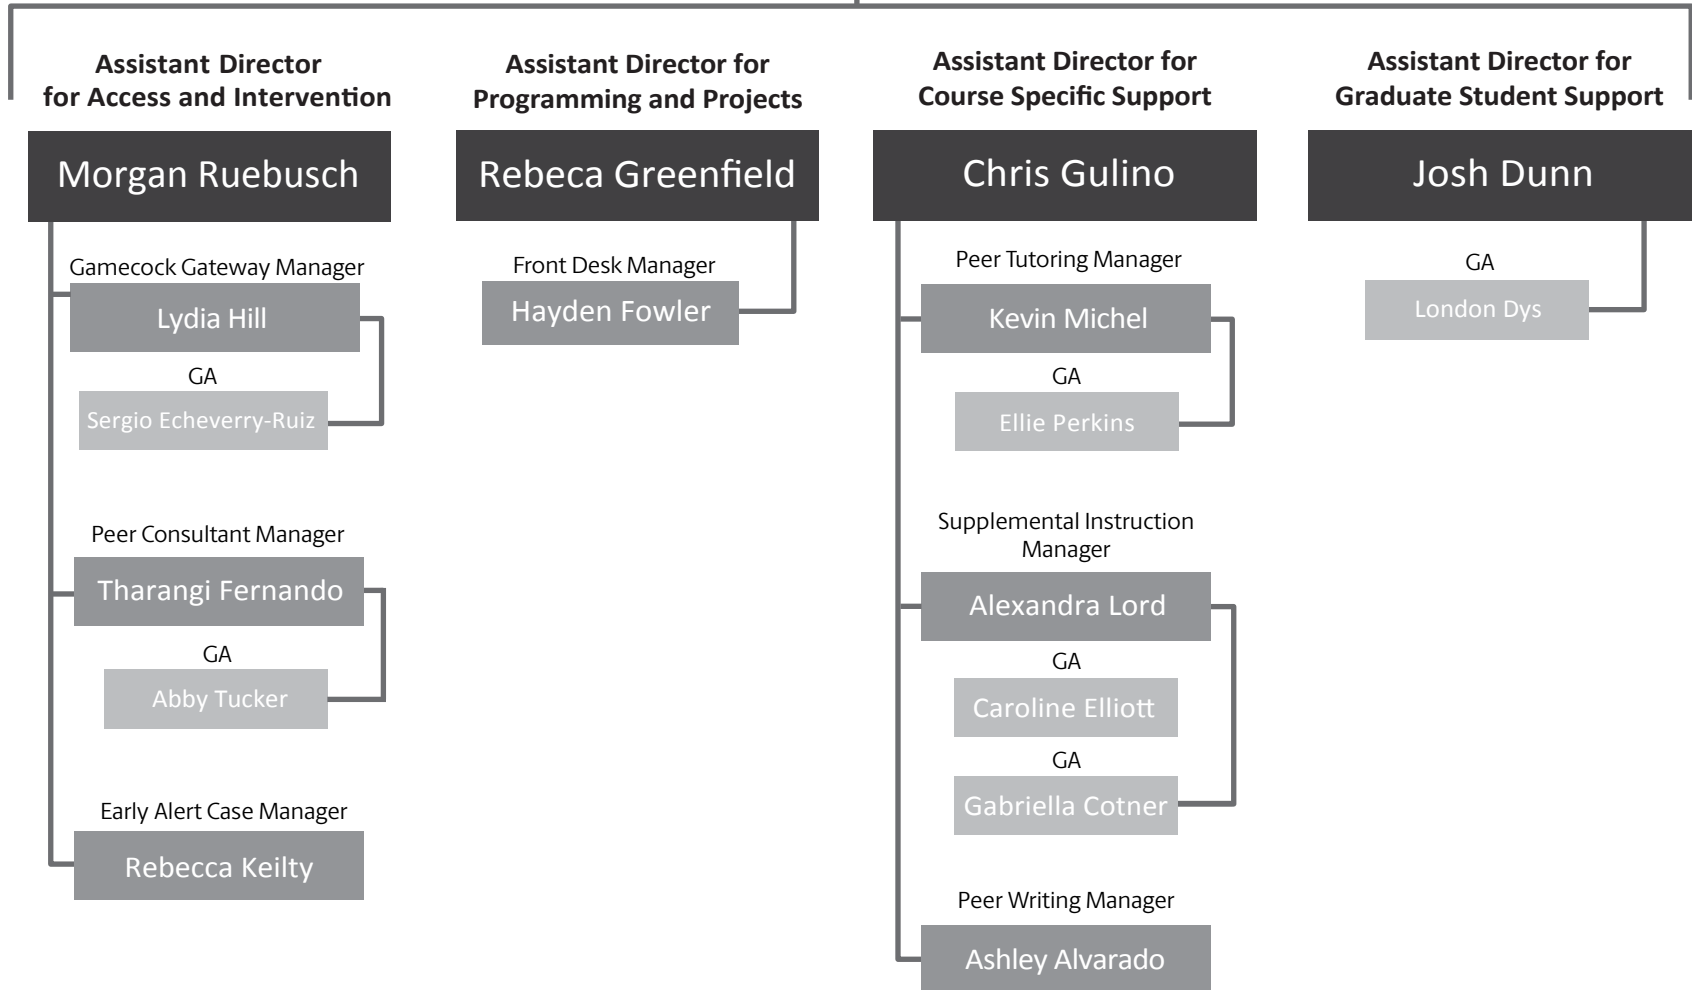 Assistant Director
for Access and Intervention
Morgan Ruebusch
Gamecock Gateway Manager
Lydia Hill
GA
Sergio Echeverry-Ruiz
Peer Consultant Manager
Tharangi Fernando
GA
Abby Tucker
Early Alert Case Manager
Rebecca Keilty
Assistant Director for
Programming and Projects
Rebeca Greenfield
Front Desk Manager
Hayden Fowler
Assistant Director for
Course Specific Support
Chris Gulino
Peer Tutoring Manager
Kevin Michel
GA
Ellie Perkins
Supplemental Instruction
Manager
Alexandra Lord
GA
Caroline Elliott
GA
Gabriella Cotner
Peer Writing Manager
Ashley Alvarado
Assistant Director for
Graduate Student Support
Josh Dunn
GA
London Dys